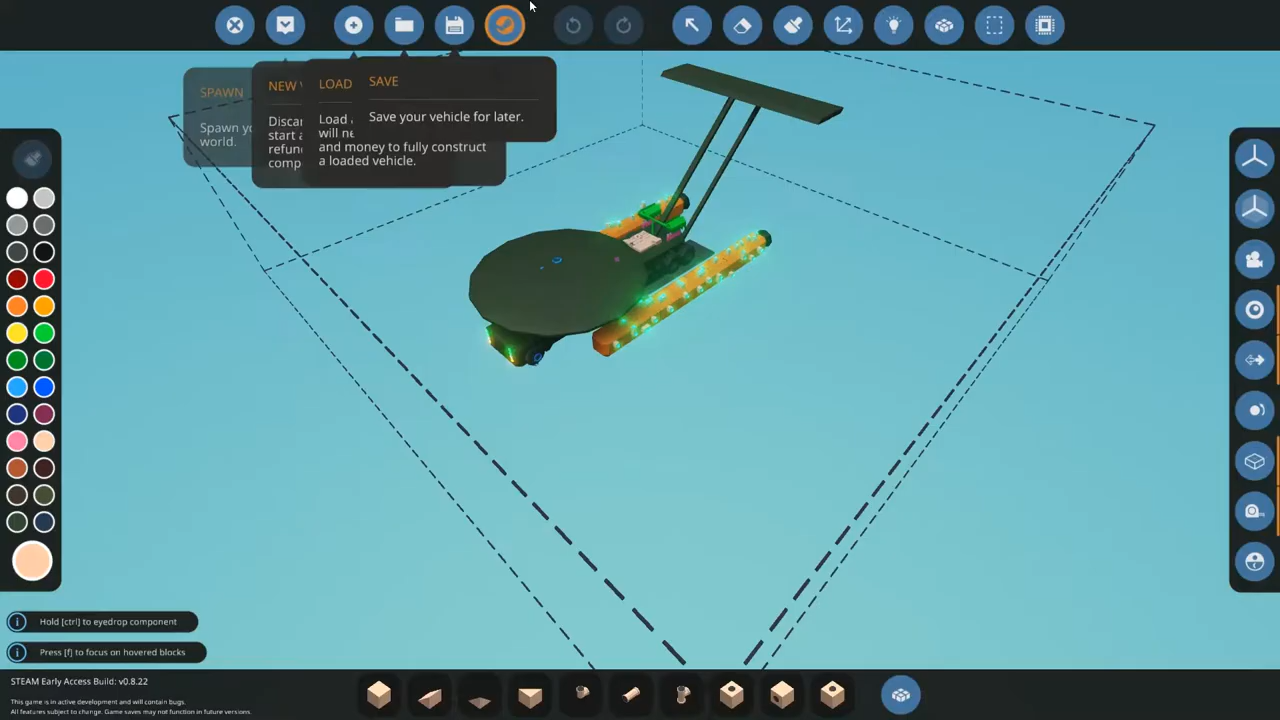 SPAWN
Spawn yo
world.
NEW
Discar
start a
refund
comp
LOAD
Load a
will ne
and money to fully construct
a loaded vehicle.
SAVE
Save your vehicle for later.
Hold [ctrl] to eyedrop component
Press [f] to focus on hovered blocks
STEAM Early Access Build: v0.8.22
This game is in active development and will contain bugs.
All features subject to change. Game saves may not function in future versions.